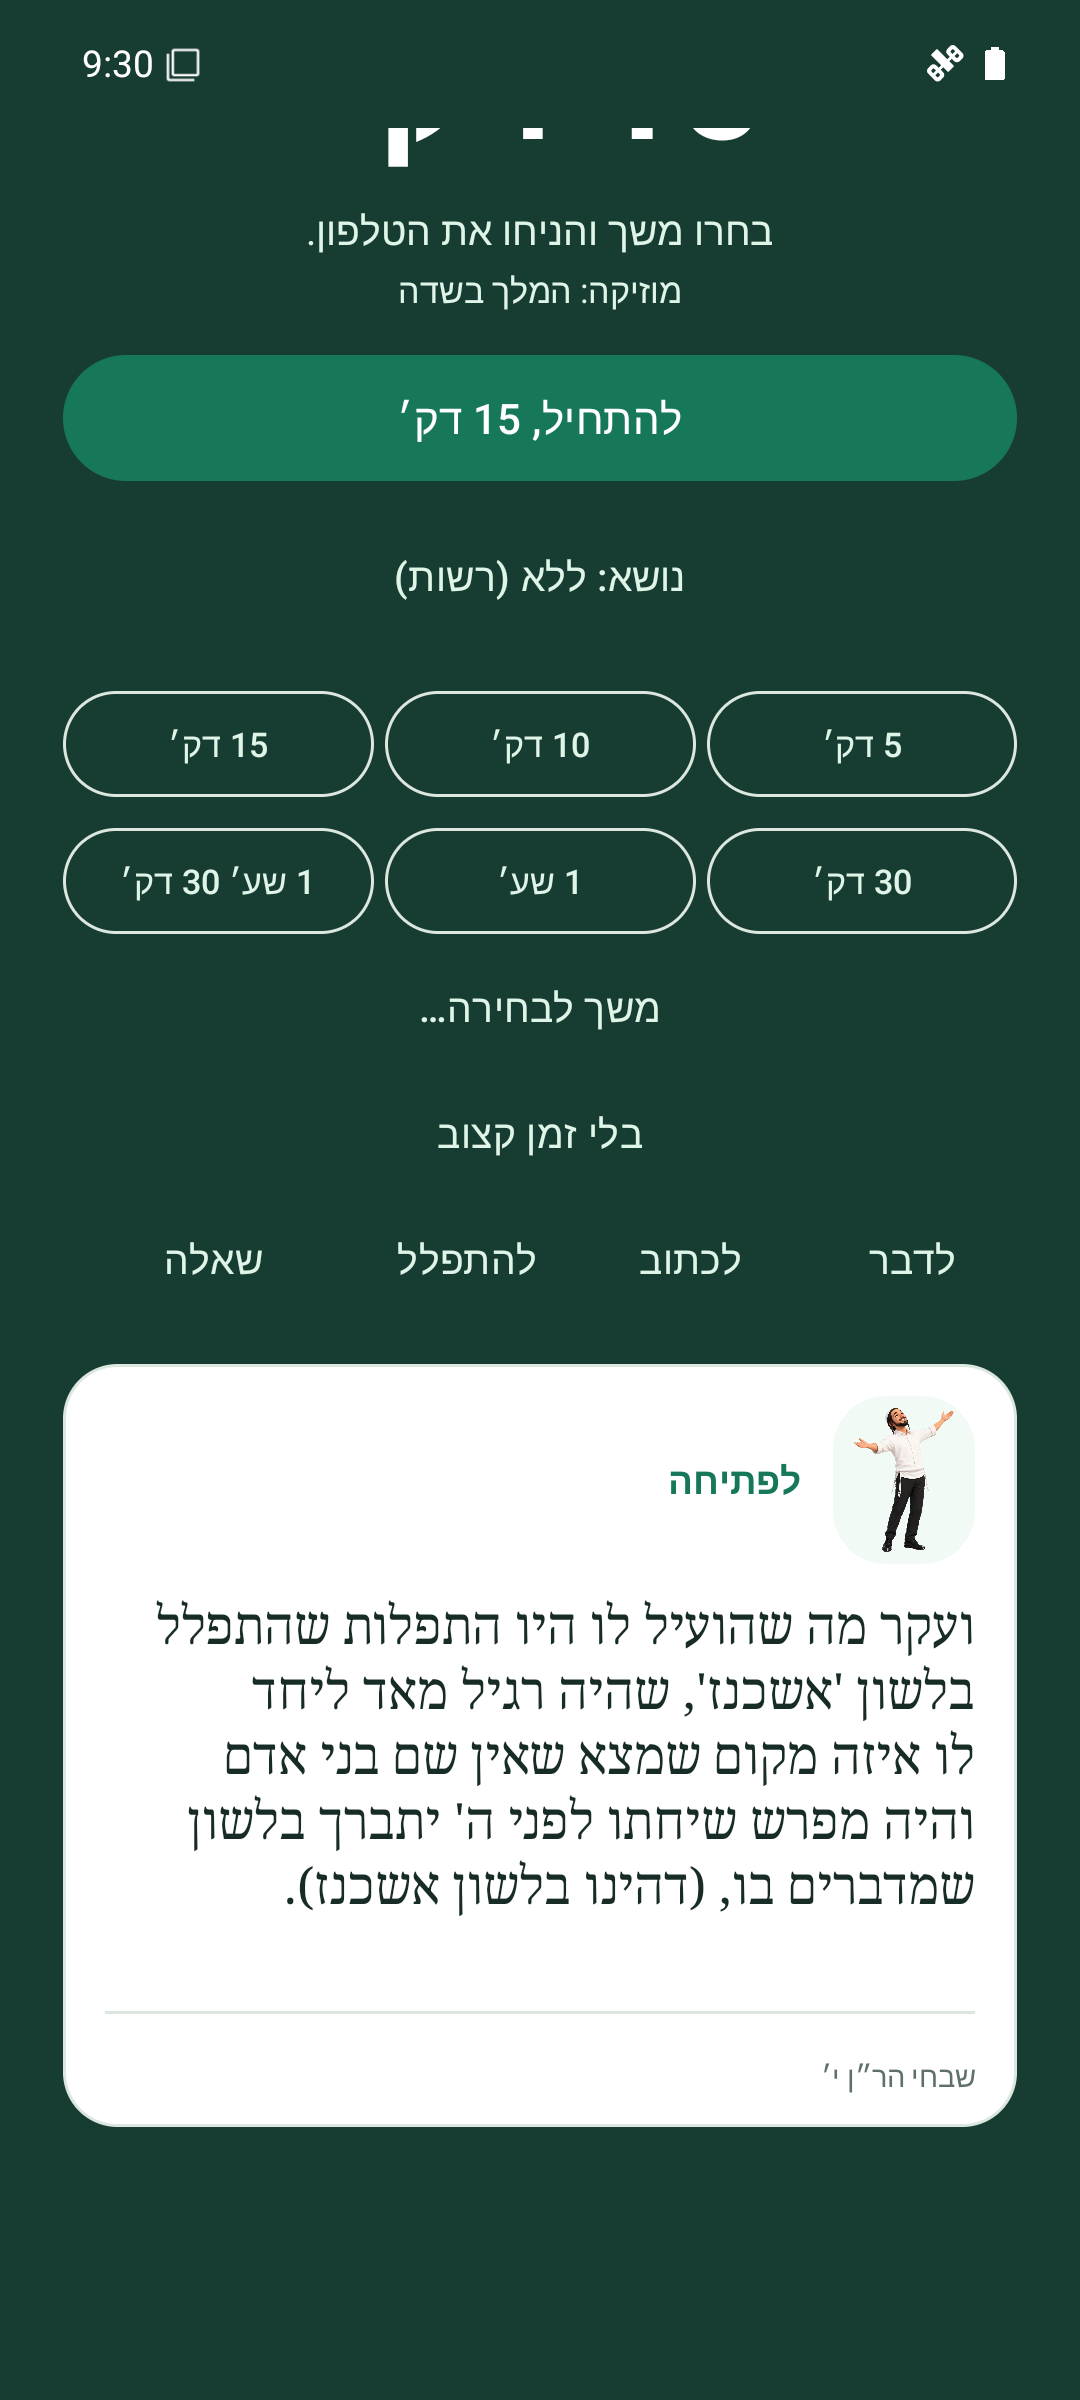 9:30
בחרו משך והניחו את הטלפון.
מוזיקה: המלך בשדה
להתחיל, 15 דק׳
נושא: ללא (רשות)
5 דק׳
10 דק׳
15 דק׳
30 דק׳
1 שע׳
1 שע׳ 30 דק׳
משך לבחירה...
בלי זמן קצוב
לדבר
לכתוב
להתפלל
שאלה
לפתיחה
ועקר מה שהועיל לו היו התפלות שהתפלל
בלשון 'אשכנז', שהיה רגיל מאד ליחד
לו איזה מקום שמצא שאין שם בני אדם
והיה מפרש שיחתו לפני ה' יתברך בלשון
שמדברים בו, (דהינו בלשון אשכנז).
שבחי הר״ן י׳